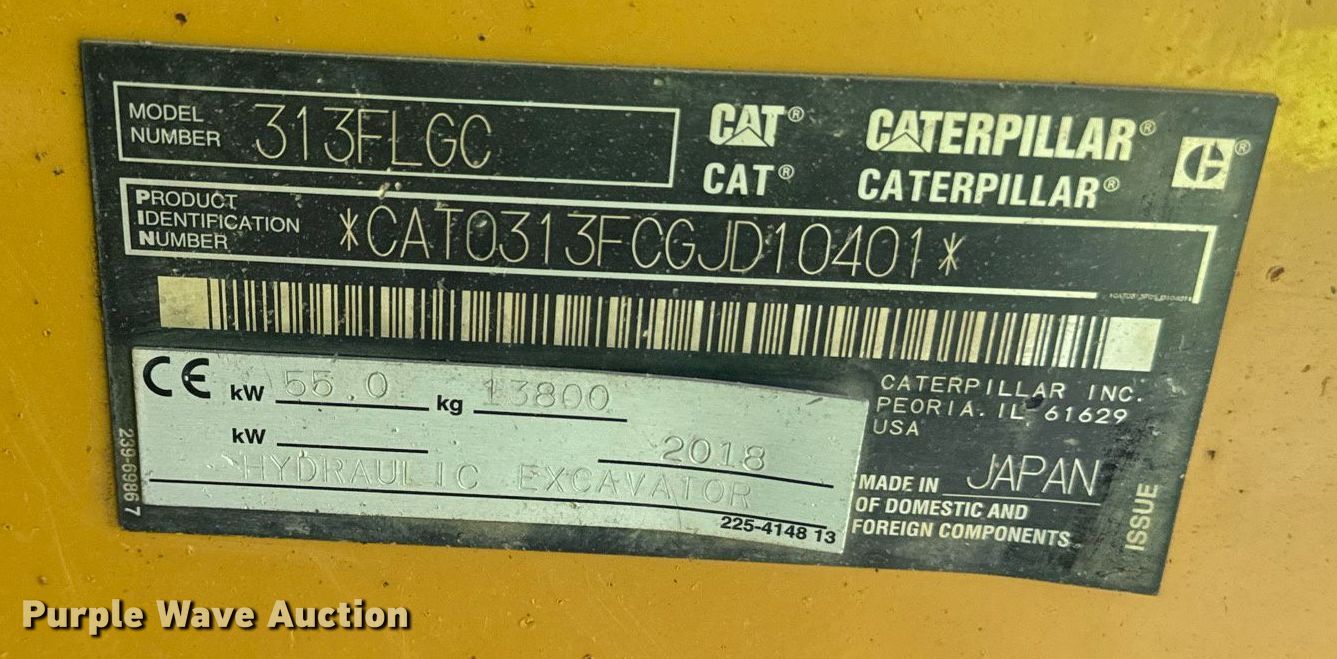 MODEL NUMBER 313FLGC
CAT® CATERPILLAR®
CAT® CATERPILLAR®
PRODUCT IDENTIFICATION NUMBER *CAT0313FCGJD10401*
CE kW 55.0 kg 13800
kW 2018
HYDRAULIC EXCAVATOR
225-4148 13
239-6986 7
CATERPILLAR INC.
PEORIA. IL 61629
USA
MADE IN JAPAN
OF DOMESTIC AND
FOREIGN COMPONENTS
ISSUE
Purple Wave Auction